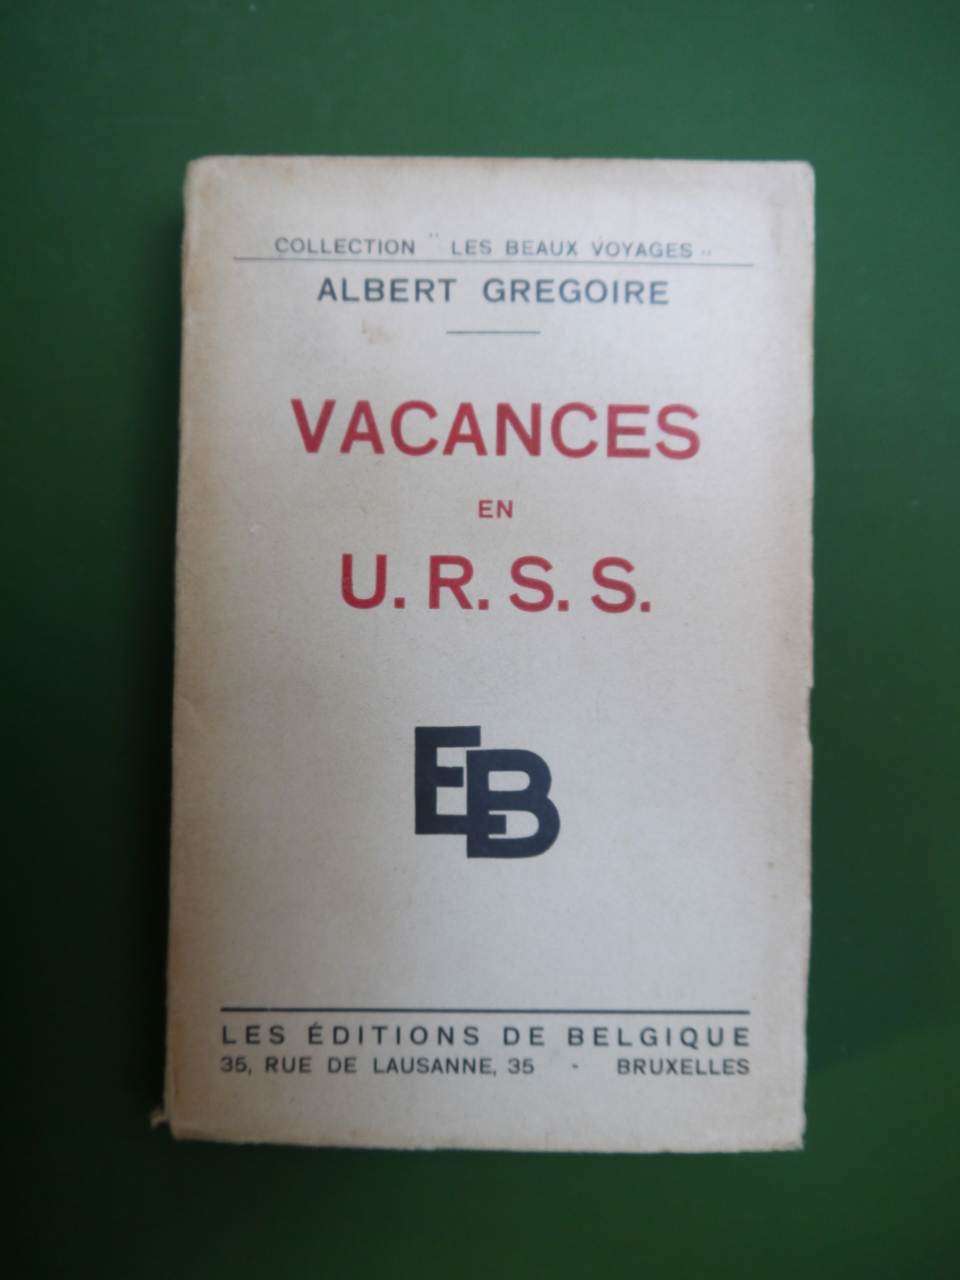 COLLECTION " LES BEAUX VOYAGES "
ALBERT GREGOIRE
VACANCES
EN
U. R. S. S.
EB
LES ÉDITIONS DE BELGIQUE
35, RUE DE LAUSANNE, 35 - BRUXELLES